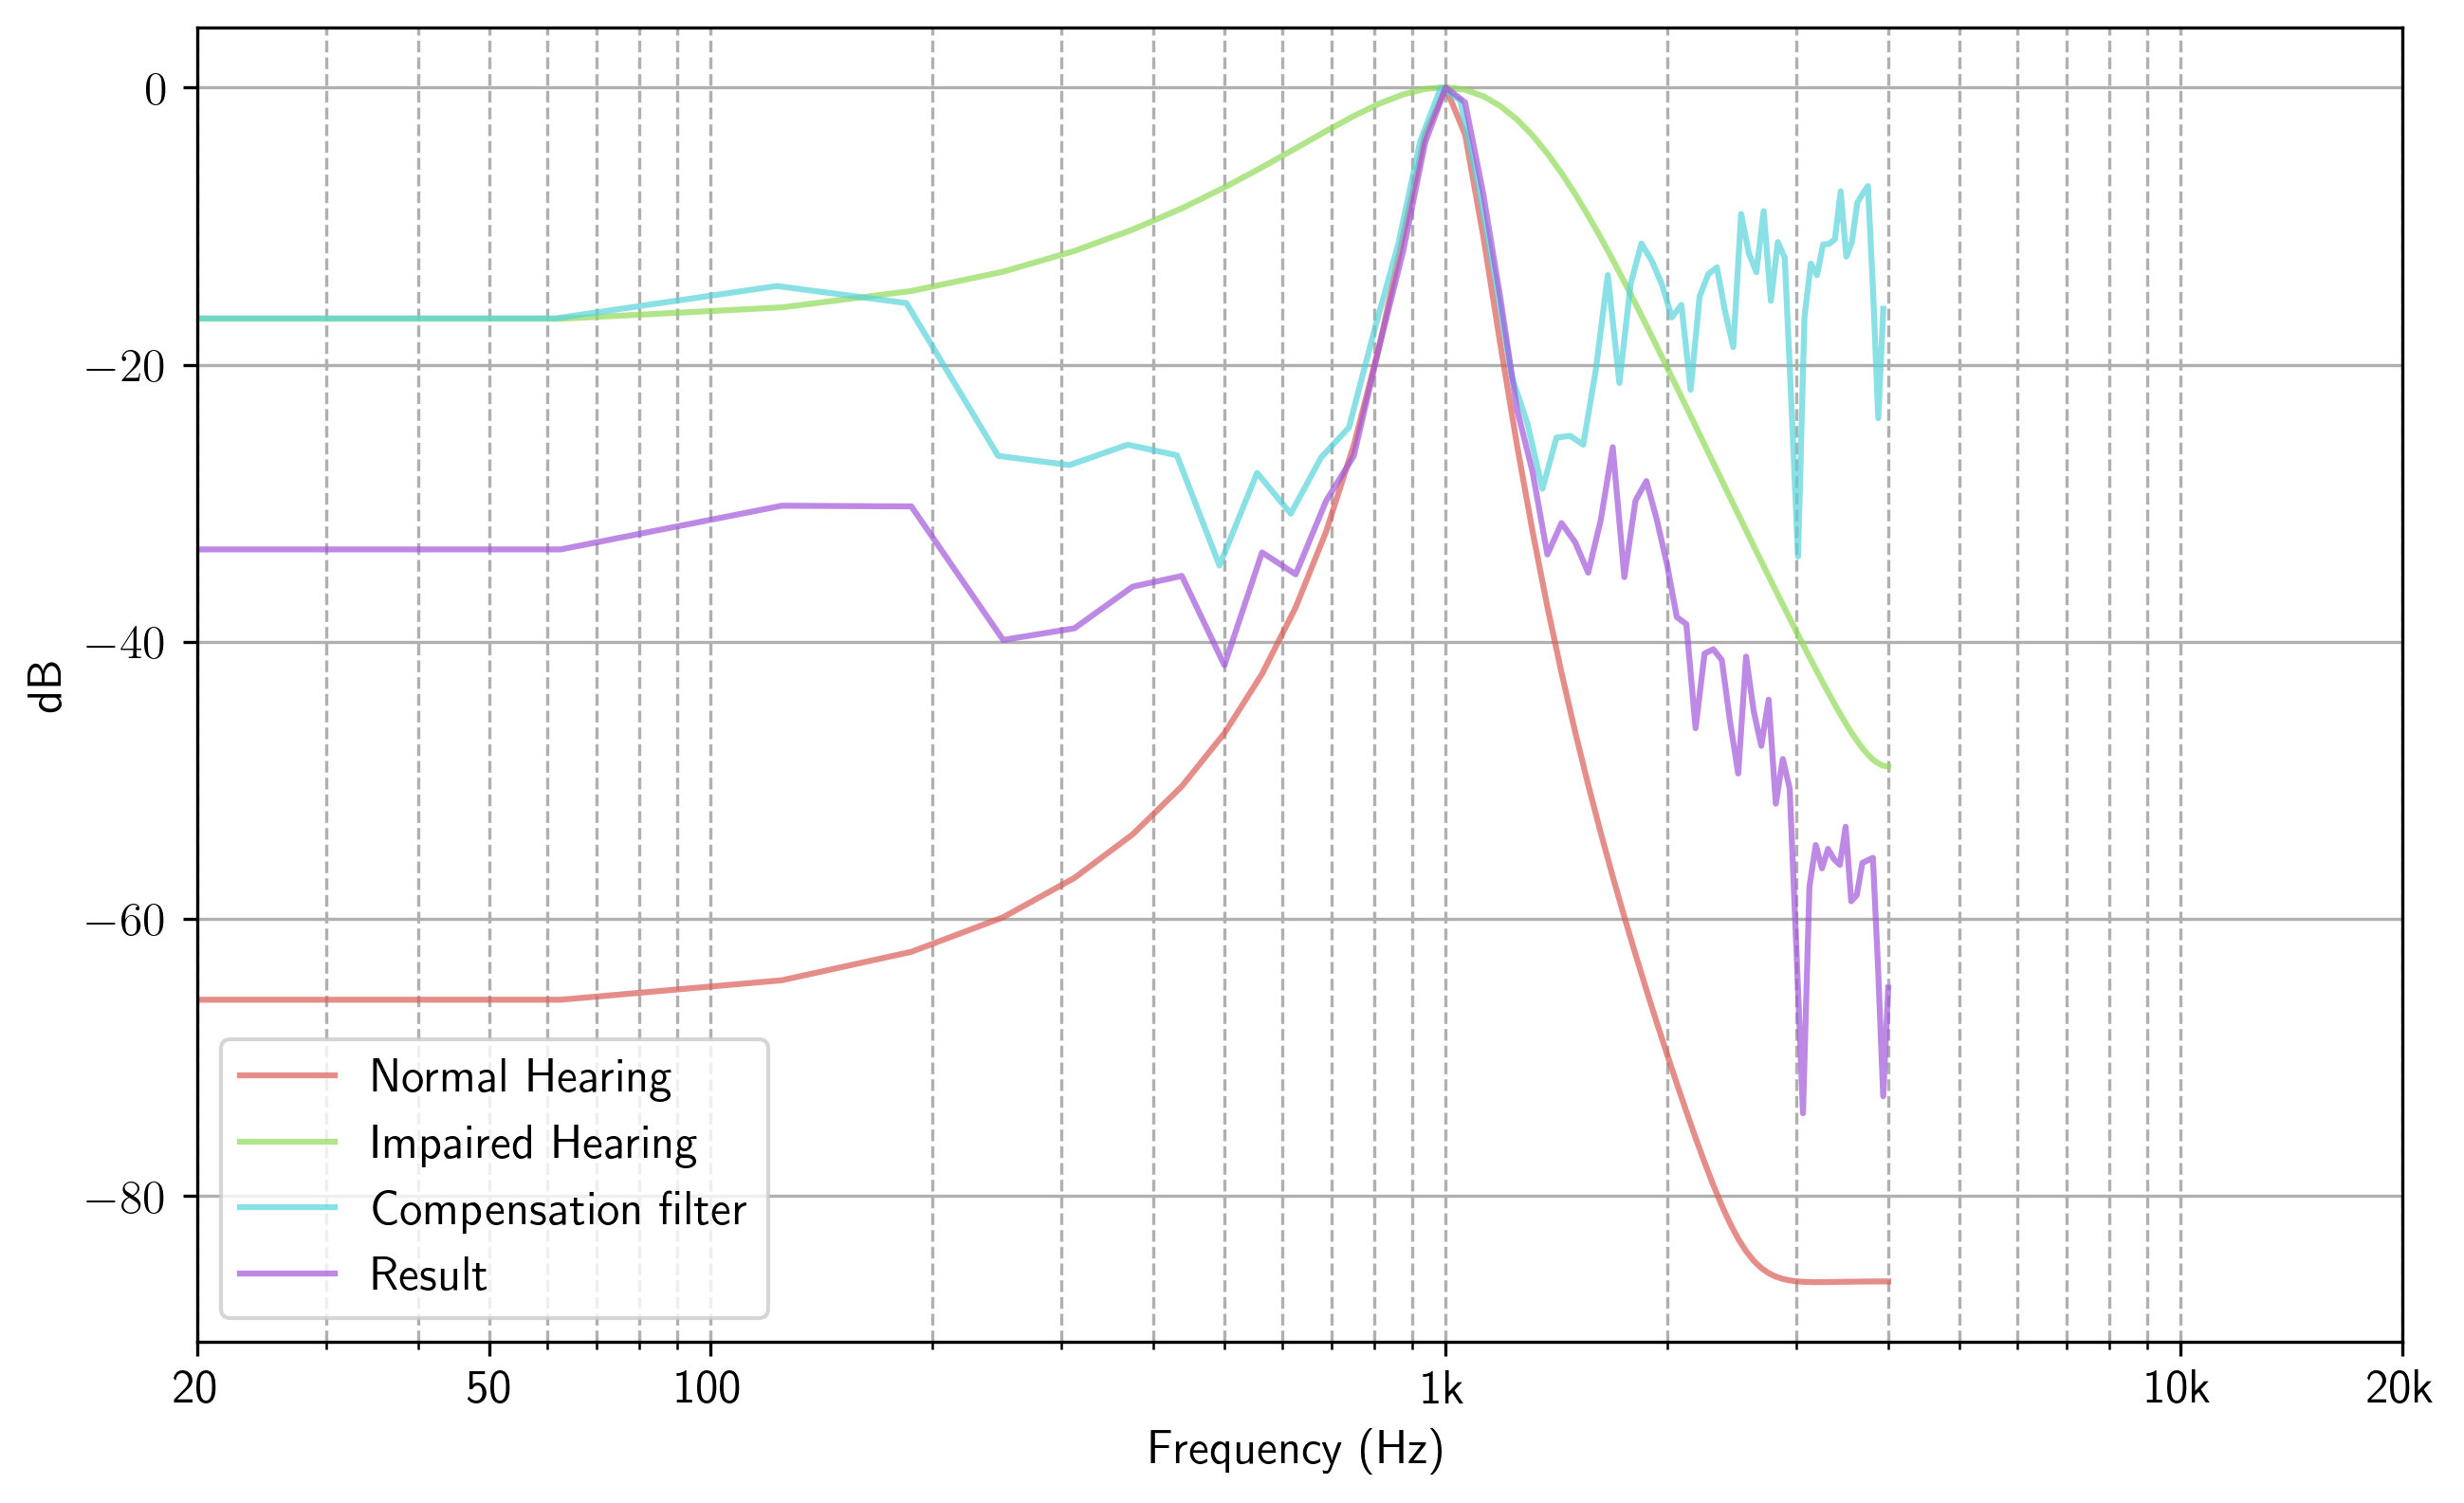 0
−20
−40
−60
−80
dB
Normal Hearing
Impaired Hearing
Compensation filter
Result
20 50 100 1k 10k 20k
Frequency (Hz)